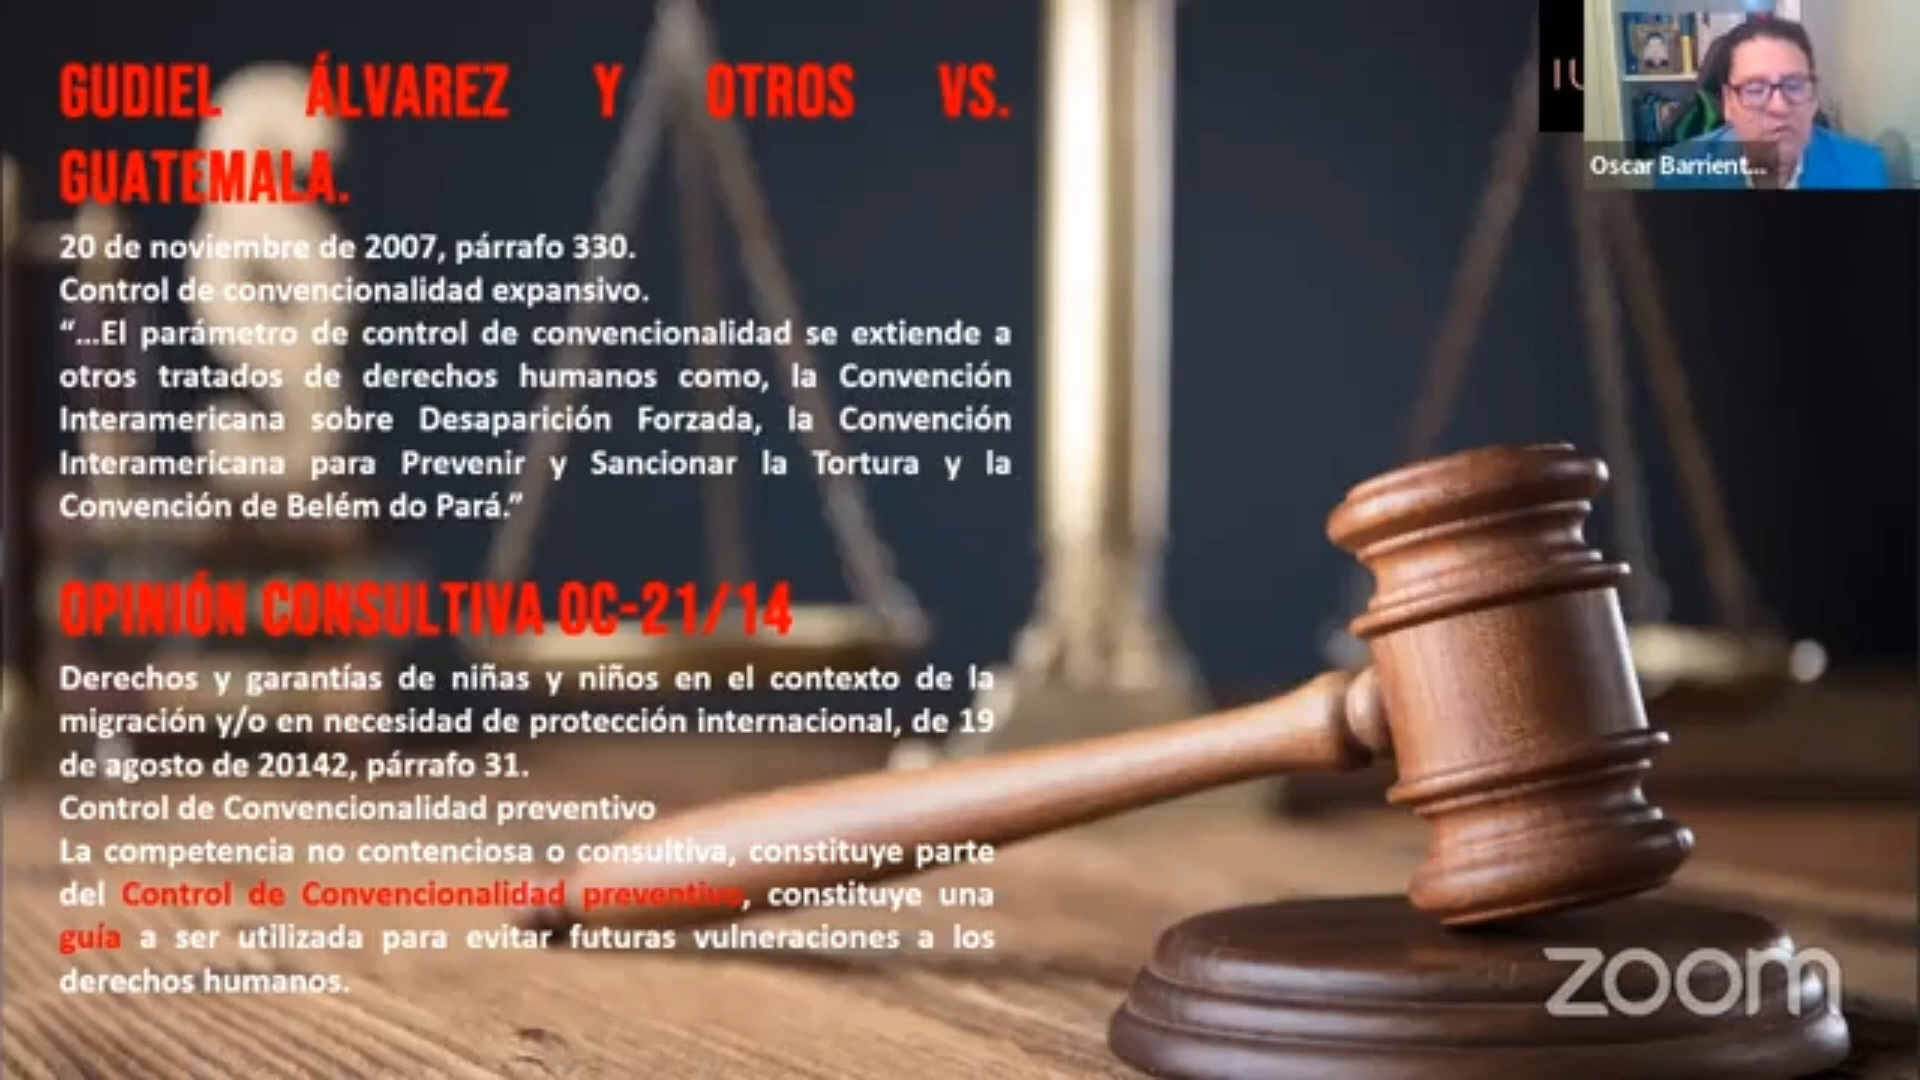 GUDIEL ÁLVAREZ Y OTROS VS.
GUATEMALA.
20 de noviembre de 2007, párrafo 330.
Control de convencionalidad expansivo.
“...El parámetro de control de convencionalidad se extiende a
otros tratados de derechos humanos como, la Convención
Interamericana sobre Desaparición Forzada, la Convención
Interamericana para Prevenir y Sancionar la Tortura y la
Convención de Belém do Pará.”
OPINIÓN CONSULTIVA OC-21/14
Derechos y garantías de niñas y niños en el contexto de la
migración y/o en necesidad de protección internacional, de 19
de agosto de 20142, párrafo 31.
Control de Convencionalidad preventivo
La competencia no contenciosa o consultiva, constituye parte
del Control de Convencionalidad preventivo, constituye una
guía a ser utilizada para evitar futuras vulneraciones a los
derechos humanos.
IU
Oscar Barrient...
zoom